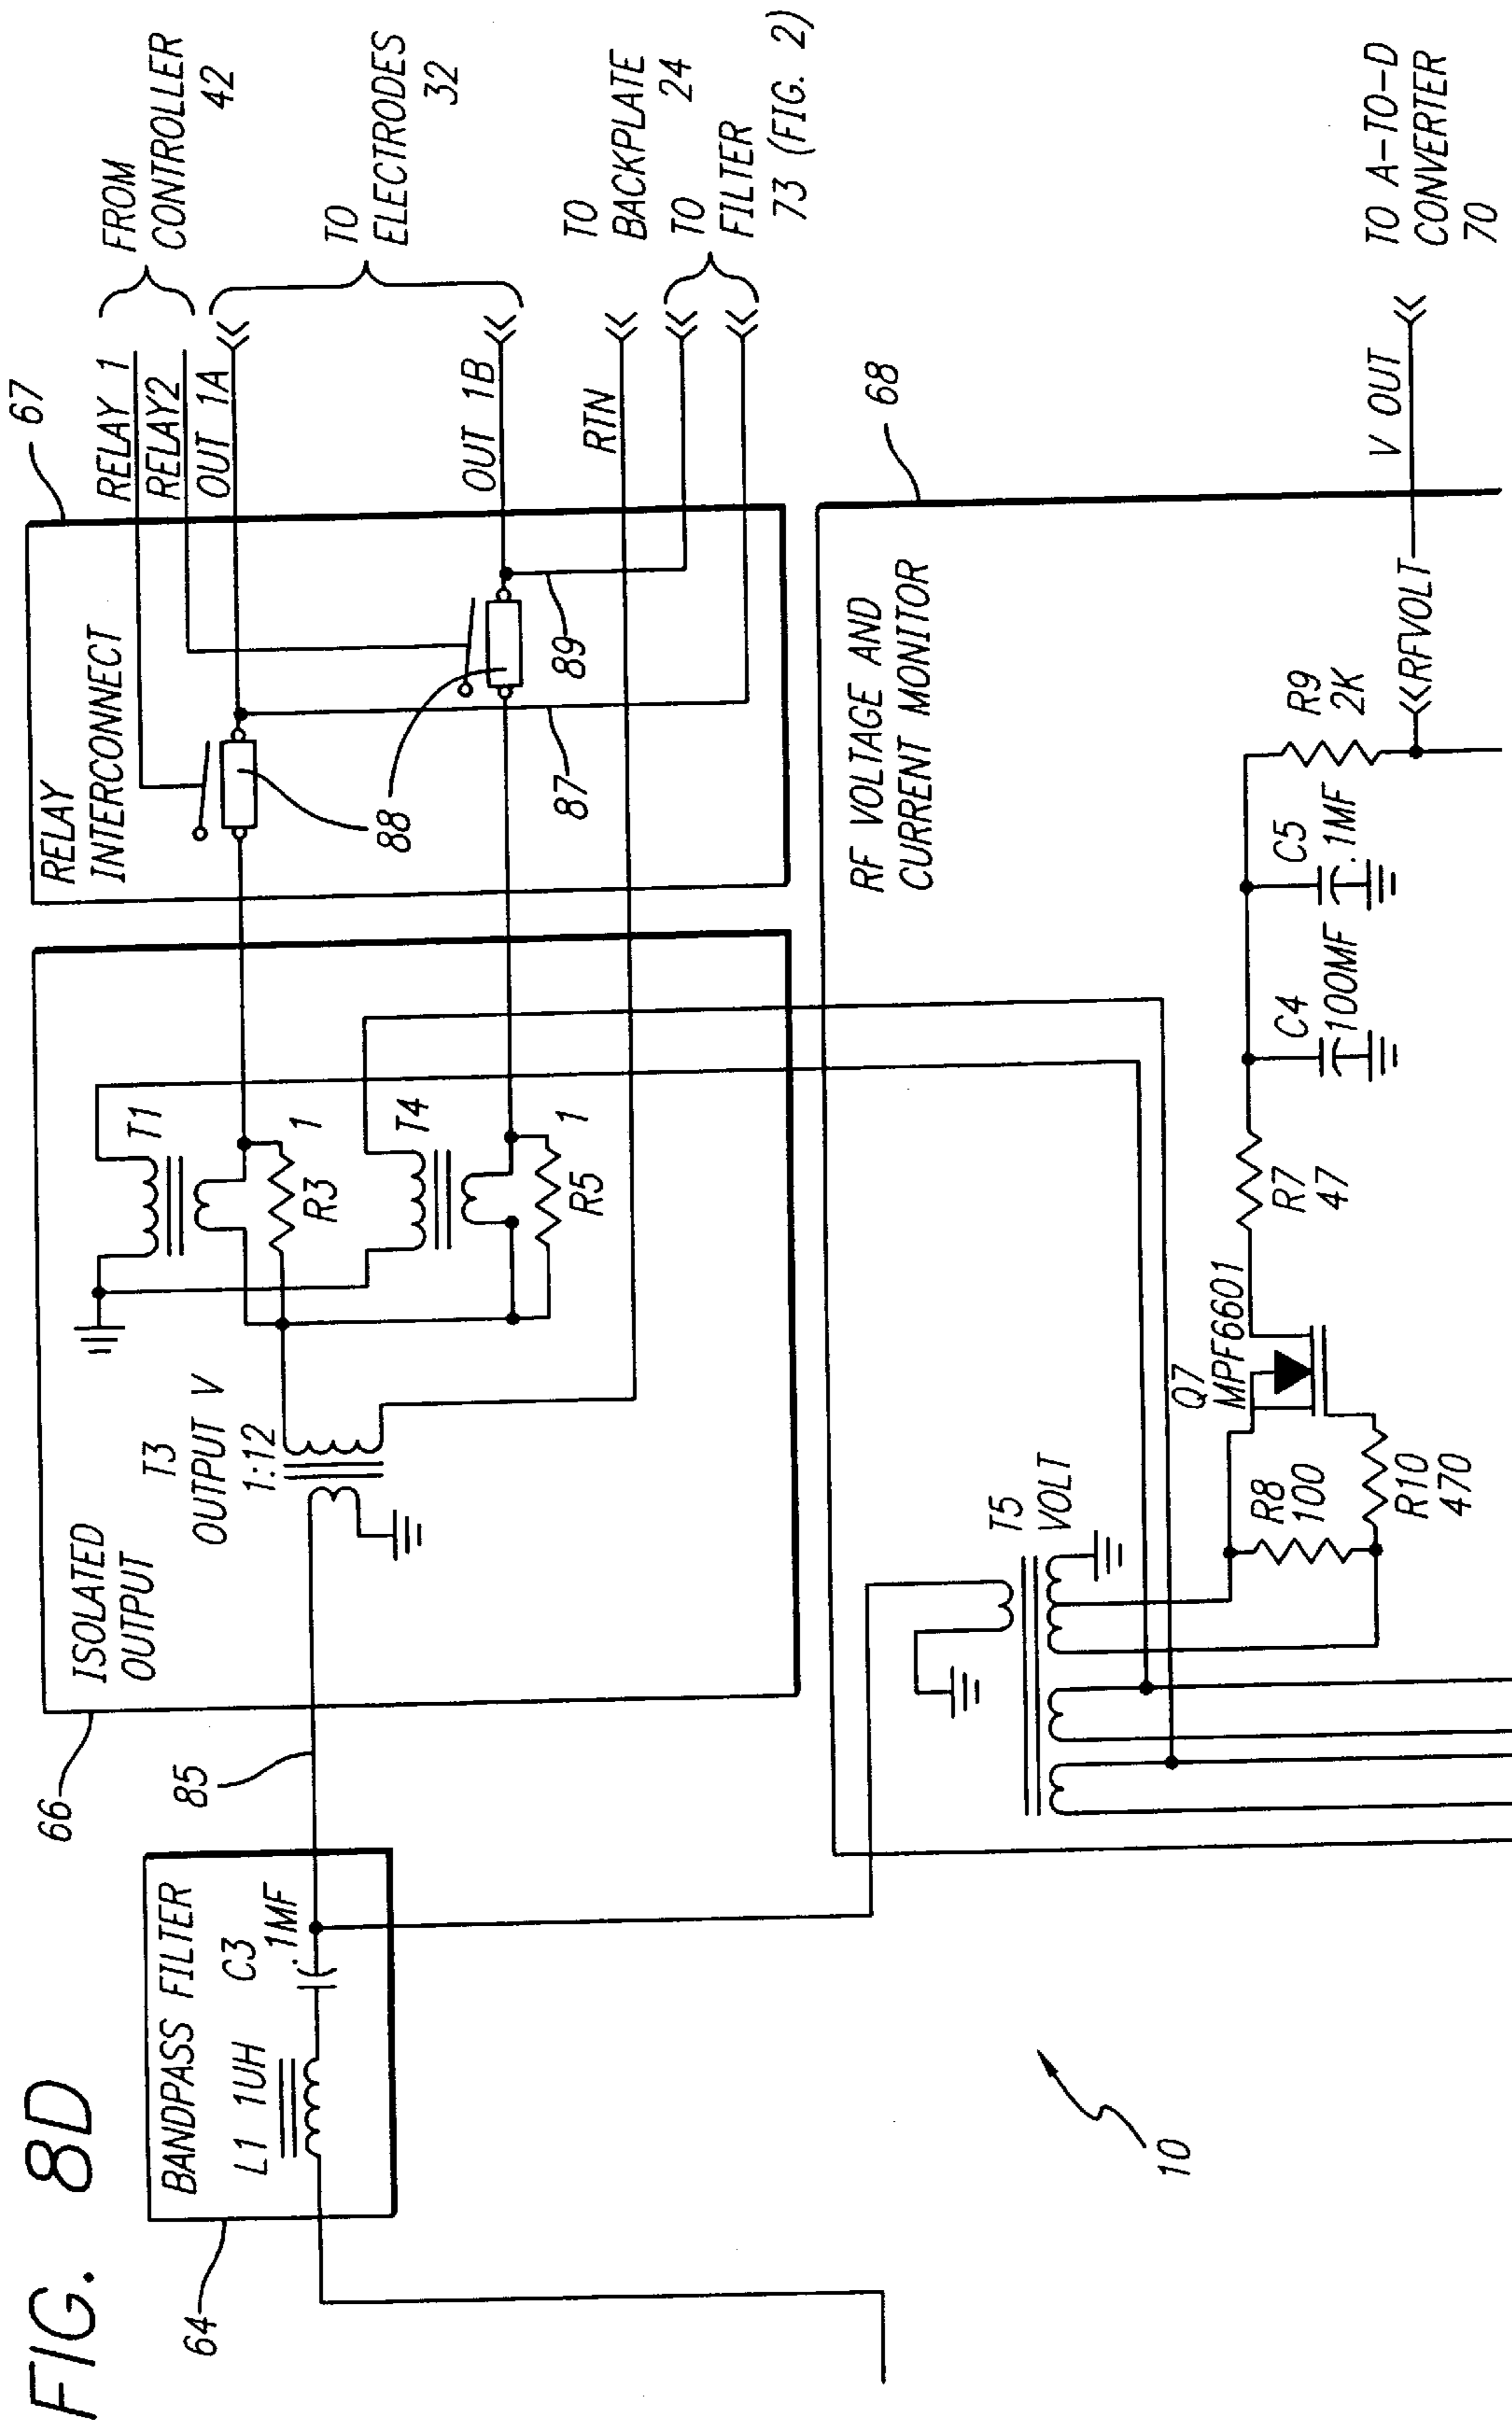 FIG. 8D
64
BANDPASS FILTER
L1 1UH
C3
.1MF
85
66
ISOLATED
OUTPUT
T3
OUTPUT V
1:12
T1
R3
1
T4
R5
1
67
RELAY
INTERCONNECT
88
87
89
RELAY 1
RELAY2
OUT 1A
OUT 1B
RTN
FROM
CONTROLLER
42
TO
ELECTRODES
32
TO
BACKPLATE
24
TO
FILTER
73 (FIG. 2)
68
RF VOLTAGE AND
CURRENT MONITOR
T5
VOLT
R8
100
R10
470
Q7
MPF6601
R7
47
C4
100MF
C5
.1MF
R9
2K
RFVOLT
V OUT
TO A-TO-D
CONVERTER
70
10